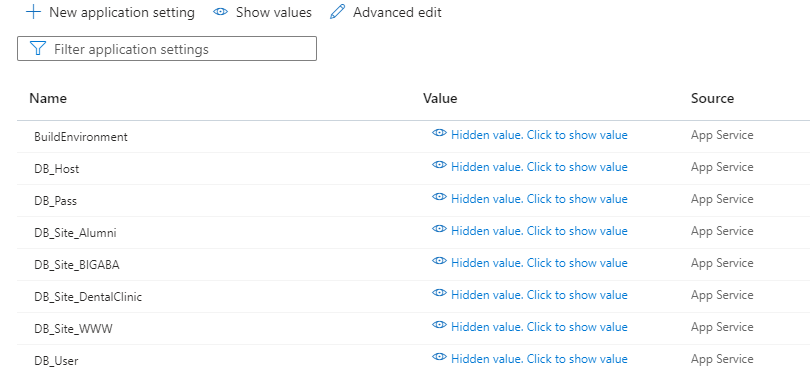 New application setting Show values Advanced edit
Filter application settings
Name Value Source
BuildEnvironment Hidden value. Click to show value App Service
DB_Host Hidden value. Click to show value App Service
DB_Pass Hidden value. Click to show value App Service
DB_Site_Alumni Hidden value. Click to show value App Service
DB_Site_BIGABA Hidden value. Click to show value App Service
DB_Site_DentalClinic Hidden value. Click to show value App Service
DB_Site_WWW Hidden value. Click to show value App Service
DB_User Hidden value. Click to show value App Service